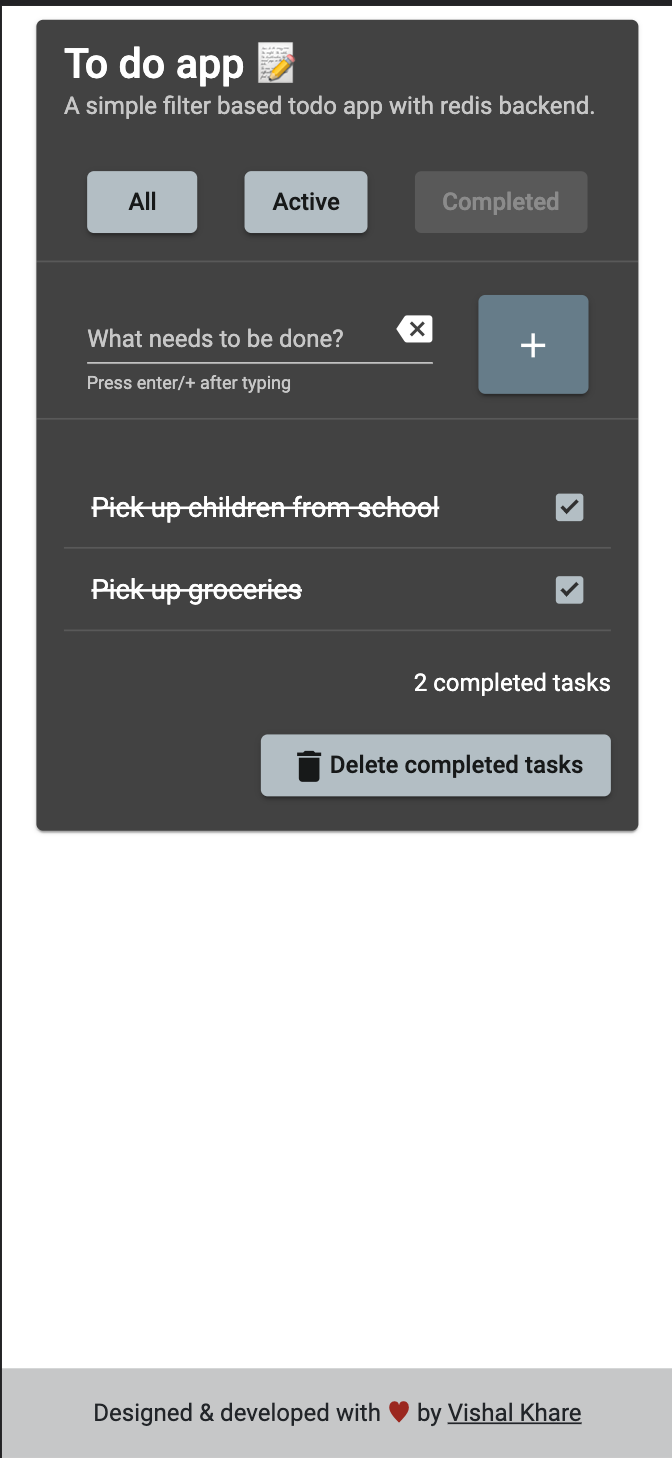 To do app 📝
A simple filter based todo app with redis backend.
All Active Completed
What needs to be done?
Press enter/+ after typing
Pick up children from school
Pick up groceries
2 completed tasks
Delete completed tasks
Designed & developed with ♥ by Vishal Khare